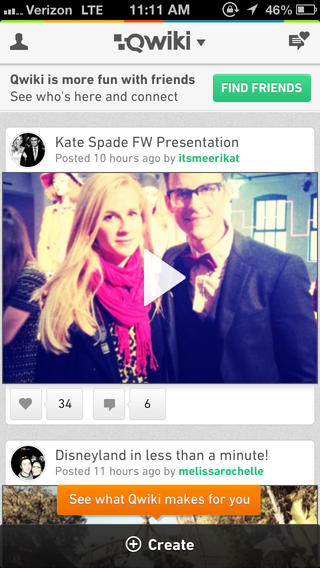 Verizon LTE 11:11 AM 46%
Qwiki
Qwiki is more fun with friends
See who's here and connect
FIND FRIENDS
Kate Spade FW Presentation
Posted 10 hours ago by itsmeerikat
34
6
Disneyland in less than a minute!
Posted 11 hours ago by melissarochelle
See what Qwiki makes for you
Create